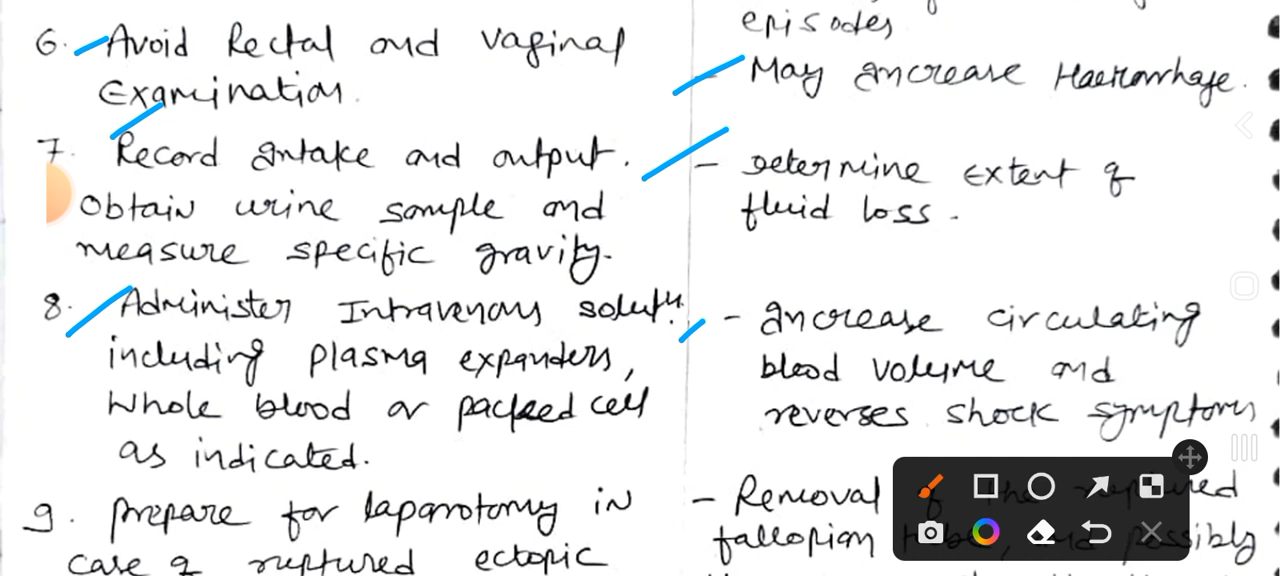 6. Avoid Rectal and vaginal
Examination.
7. Record Intake and output.
Obtain urine sample and
measure specific gravity.
8. Administer Intravenous solutn
including plasma expanders,
whole blood or packed cell
as indicated.
9. prepare for laparotomy in
case of ruptured ectopic
episodes
- May Increase Haemorrhage.
- Determine Extent of
fluid loss.
- Increase circulating
blood volume and
reverses shock symptoms
- Removal of the ruptured
fallopian possibly